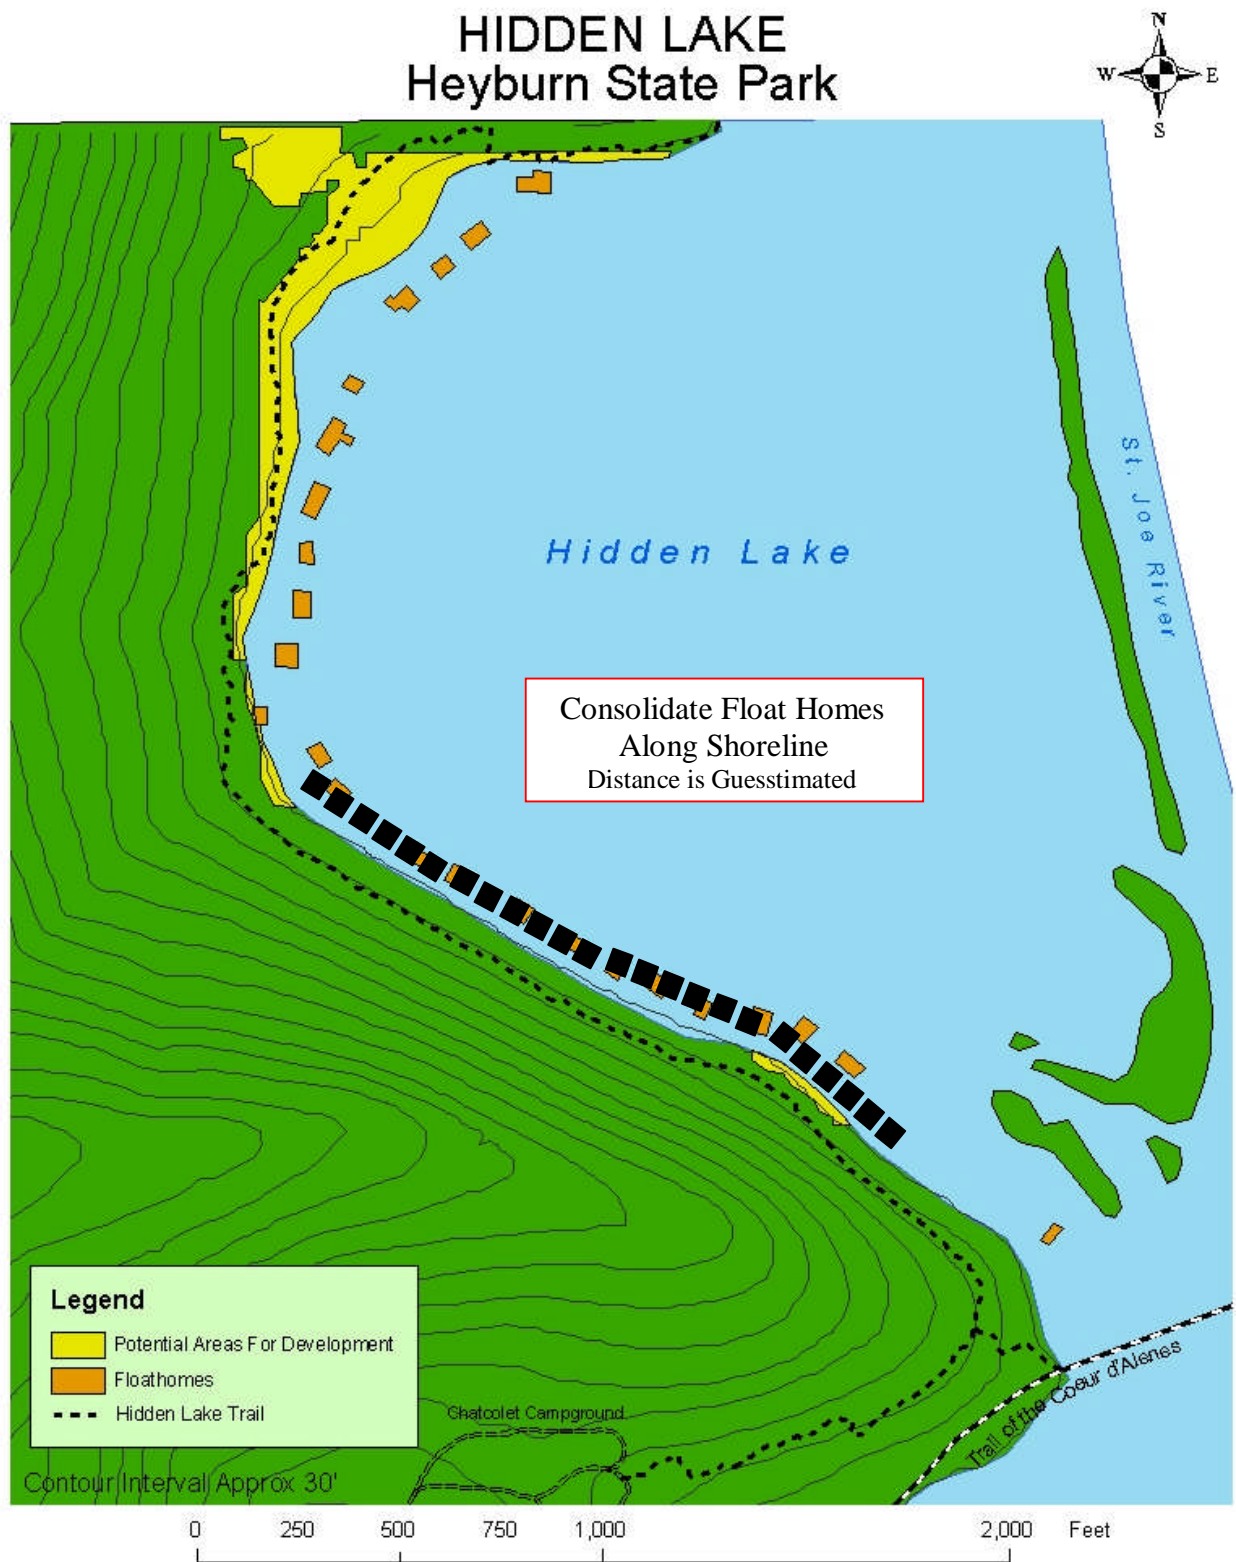 HIDDEN LAKE
Heyburn State Park
N
W E
S
St. Joe River
Hidden Lake
Consolidate Float Homes
Along Shoreline
Distance is Guesstimated
Legend
Potential Areas For Development
Floathomes
Hidden Lake Trail
Chatcolet Campground
Trail of the Coeur d'Alenes
Contour Interval Approx 30'
0 250 500 750 1,000 2,000 Feet